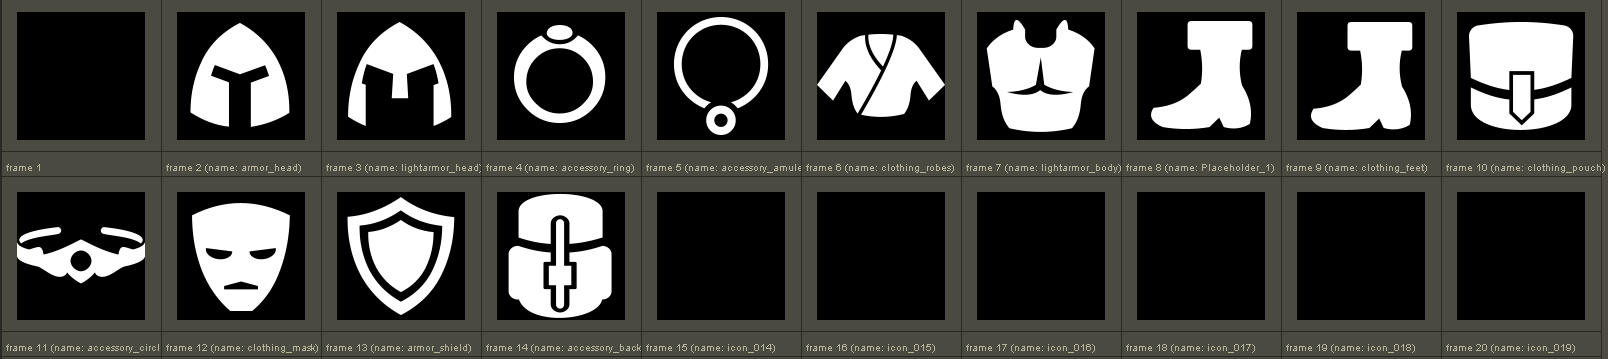 frame 1
frame 2 (name: armor_head)
frame 3 (name: lightarmor_head)
frame 4 (name: accessory_ring)
frame 5 (name: accessory_amule
frame 6 (name: clothing_robes)
frame 7 (name: lightarmor_body)
frame 8 (name: Placeholder_1)
frame 9 (name: clothing_feet)
frame 10 (name: clothing_pouch)
frame 11 (name: accessory_circl
frame 12 (name: clothing_mask)
frame 13 (name: armor_shield)
frame 14 (name: accessory_back
frame 15 (name: icon_014)
frame 16 (name: icon_015)
frame 17 (name: icon_016)
frame 18 (name: icon_017)
frame 19 (name: icon_018)
frame 20 (name: icon_019)